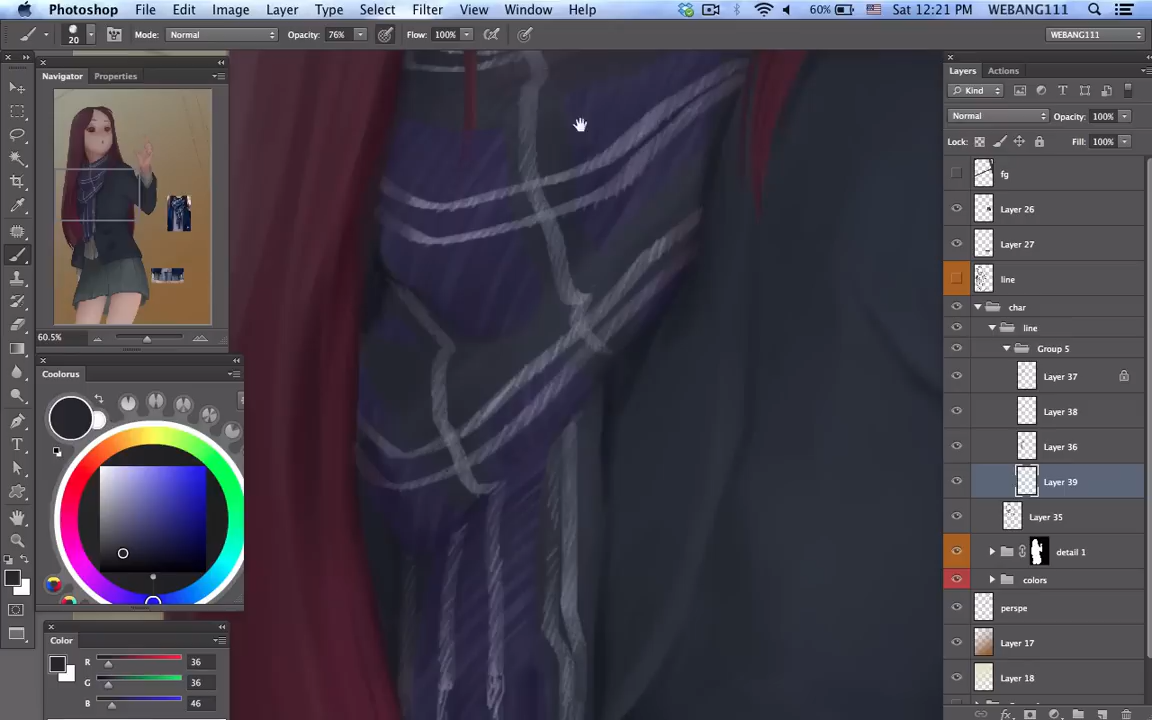 Photoshop File Edit Image Layer Type Select Filter View Window Help 60% Sat 12:21 PM WEBANG111
20 Mode: Normal Opacity: 76% Flow: 100% WEBANG111
Navigator Properties
60.5%
Colorus
Color
R 36
G 36
B 46
Layers Actions
Kind
Normal Opacity: 100%
Lock: Fill: 100%
fg
Layer 26
Layer 27
line
char
line
Group 5
Layer 37
Layer 38
Layer 36
Layer 39
Layer 35
detail 1
colors
perspe
Layer 17
Layer 18
fx